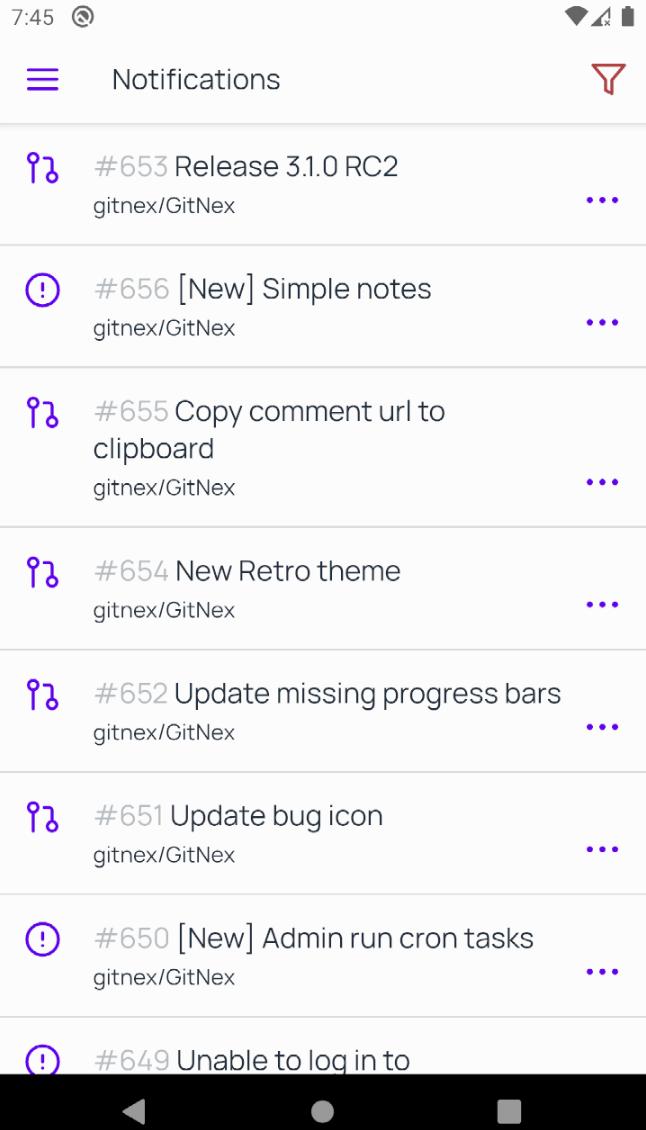 7:45
Notifications
#653 Release 3.1.0 RC2
gitnex/GitNex
#656 [New] Simple notes
gitnex/GitNex
#655 Copy comment url to
clipboard
gitnex/GitNex
#654 New Retro theme
gitnex/GitNex
#652 Update missing progress bars
gitnex/GitNex
#651 Update bug icon
gitnex/GitNex
#650 [New] Admin run cron tasks
gitnex/GitNex
#649 Unable to log in to